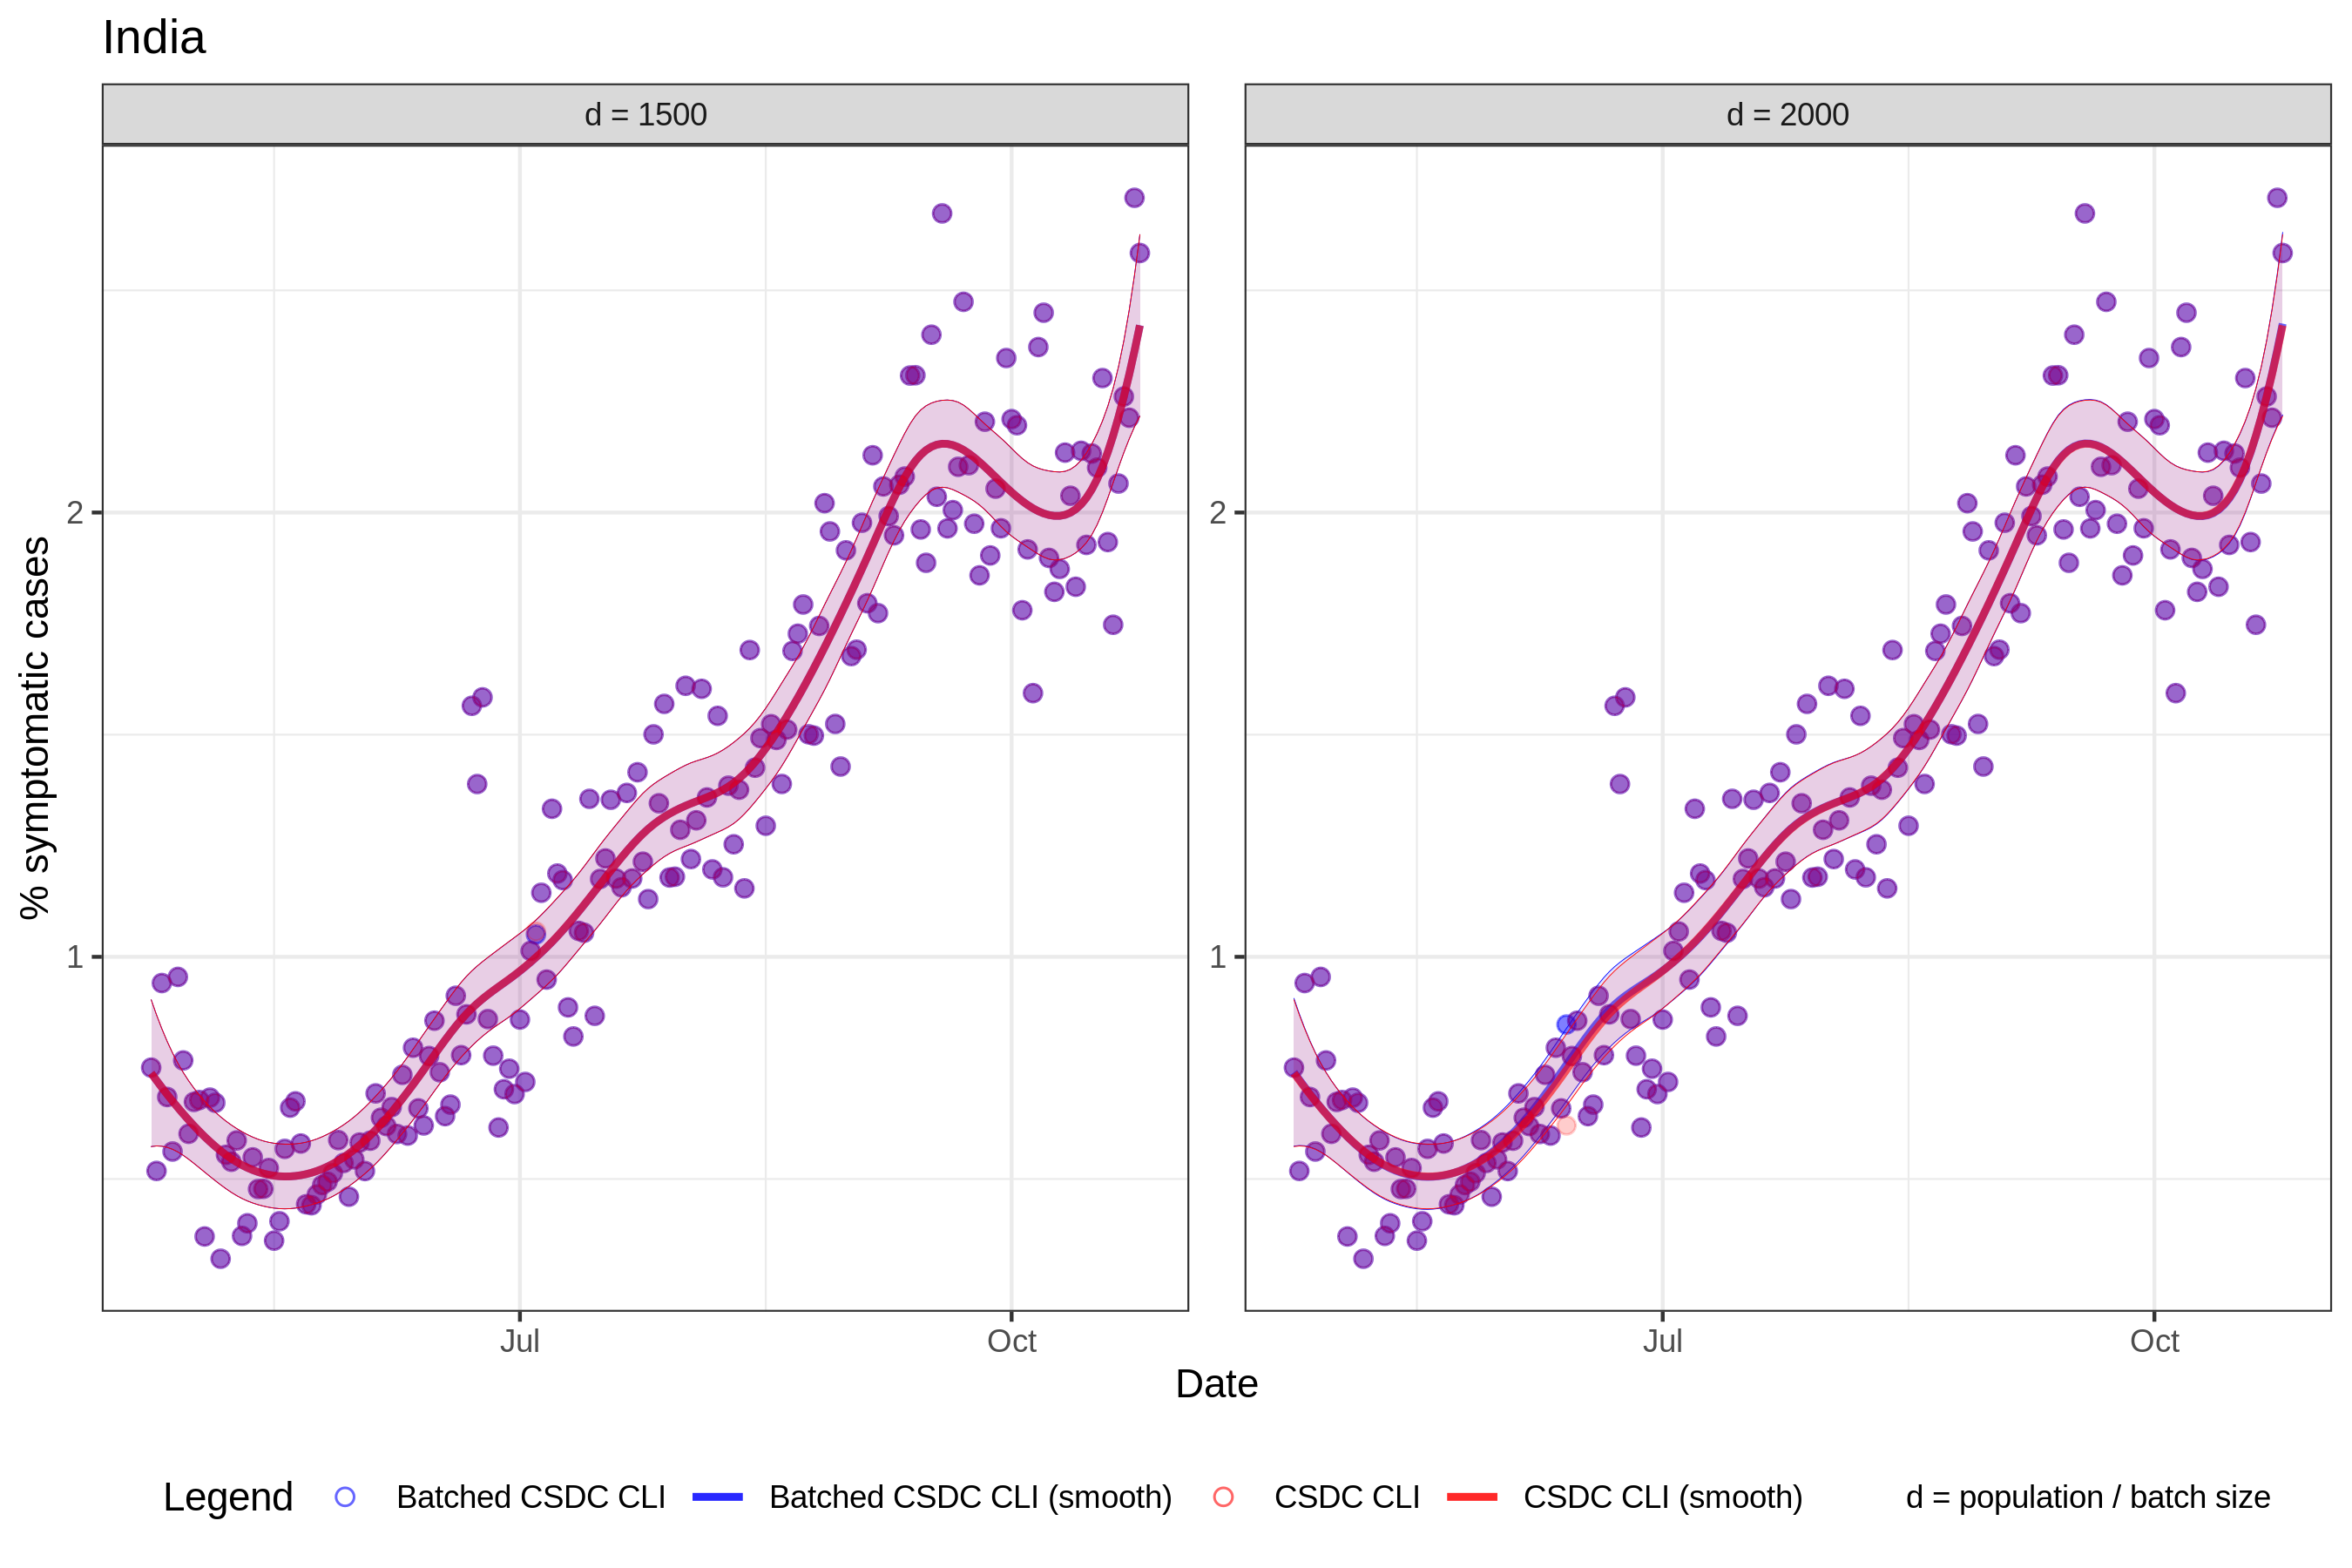 India
d = 1500
d = 2000
% symptomatic cases
2
1
2
1
Jul
Oct
Jul
Oct
Date
Legend
Batched CSDC CLI
Batched CSDC CLI (smooth)
CSDC CLI
CSDC CLI (smooth)
d = population / batch size